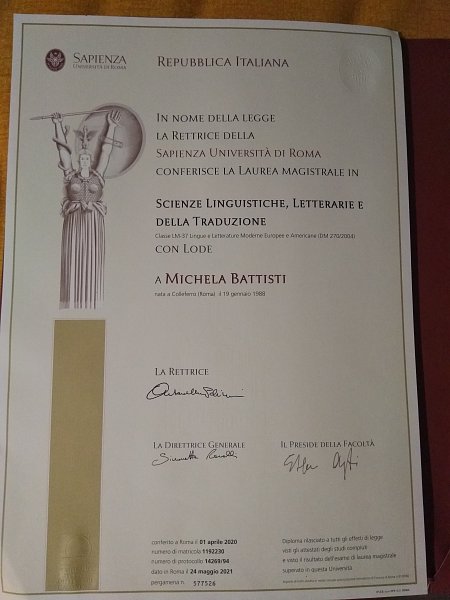 SAPIENZA
UNIVERSITÀ DI ROMA
REPUBBLICA ITALIANA
IN NOME DELLA LEGGE
LA RETTRICE DELLA
SAPIENZA UNIVERSITÀ DI ROMA
CONFERISCE LA LAUREA MAGISTRALE IN
SCIENZE LINGUISTICHE, LETTERARIE E
DELLA TRADUZIONE
Classe LM-37 Lingue e Letterature Moderne Europee e Americane (DM 270/2004)
CON LODE
A MICHELA BATTISTI
nata a Colleferro (Roma) il 19 gennaio 1988
LA RETTRICE
LA DIRETTRICE GENERALE
IL PRESIDE DELLA FACOLTÀ
conferito a Roma il 01 aprile 2020
numero di matricola 1192230
numero di protocollo 14269/94
dato in Roma il 24 maggio 2021
pergamena n. 577526
Diploma rilasciato a tutti gli effetti di legge
visti gli attestati degli studi compiuti
e visto il risultato dell'esame di laurea magistrale
superato in questa Università